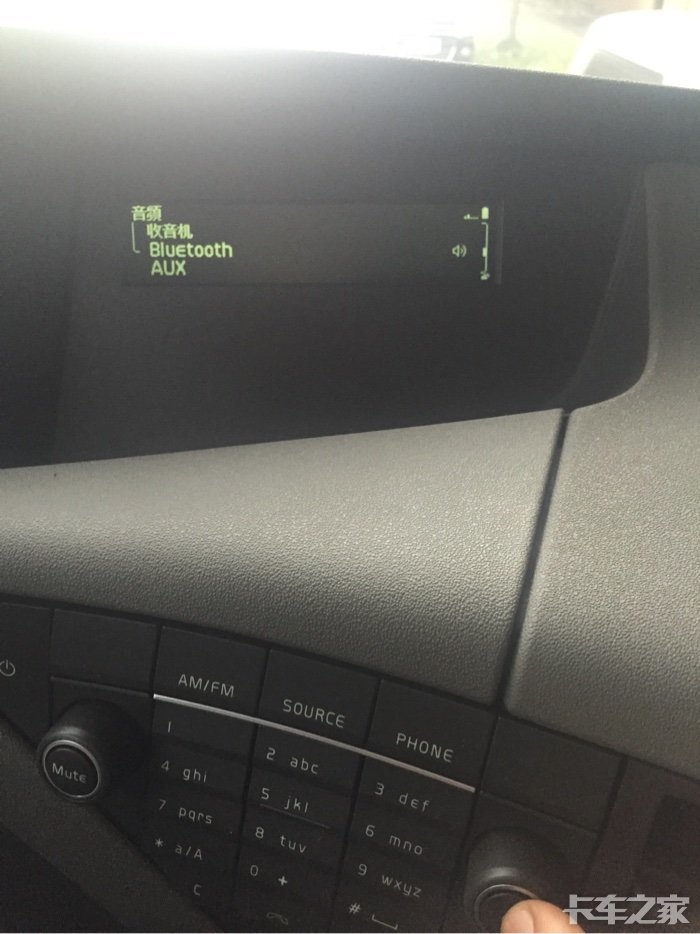 音频
收音机
Bluetooth
AUX
AM/FM
SOURCE
PHONE
Mute
1
2 abc
3 def
4 ghi
5 jkl
6 mno
7 pqrs
8 tuv
9 wxyz
* a/A
0 +
#
C
卡车之家